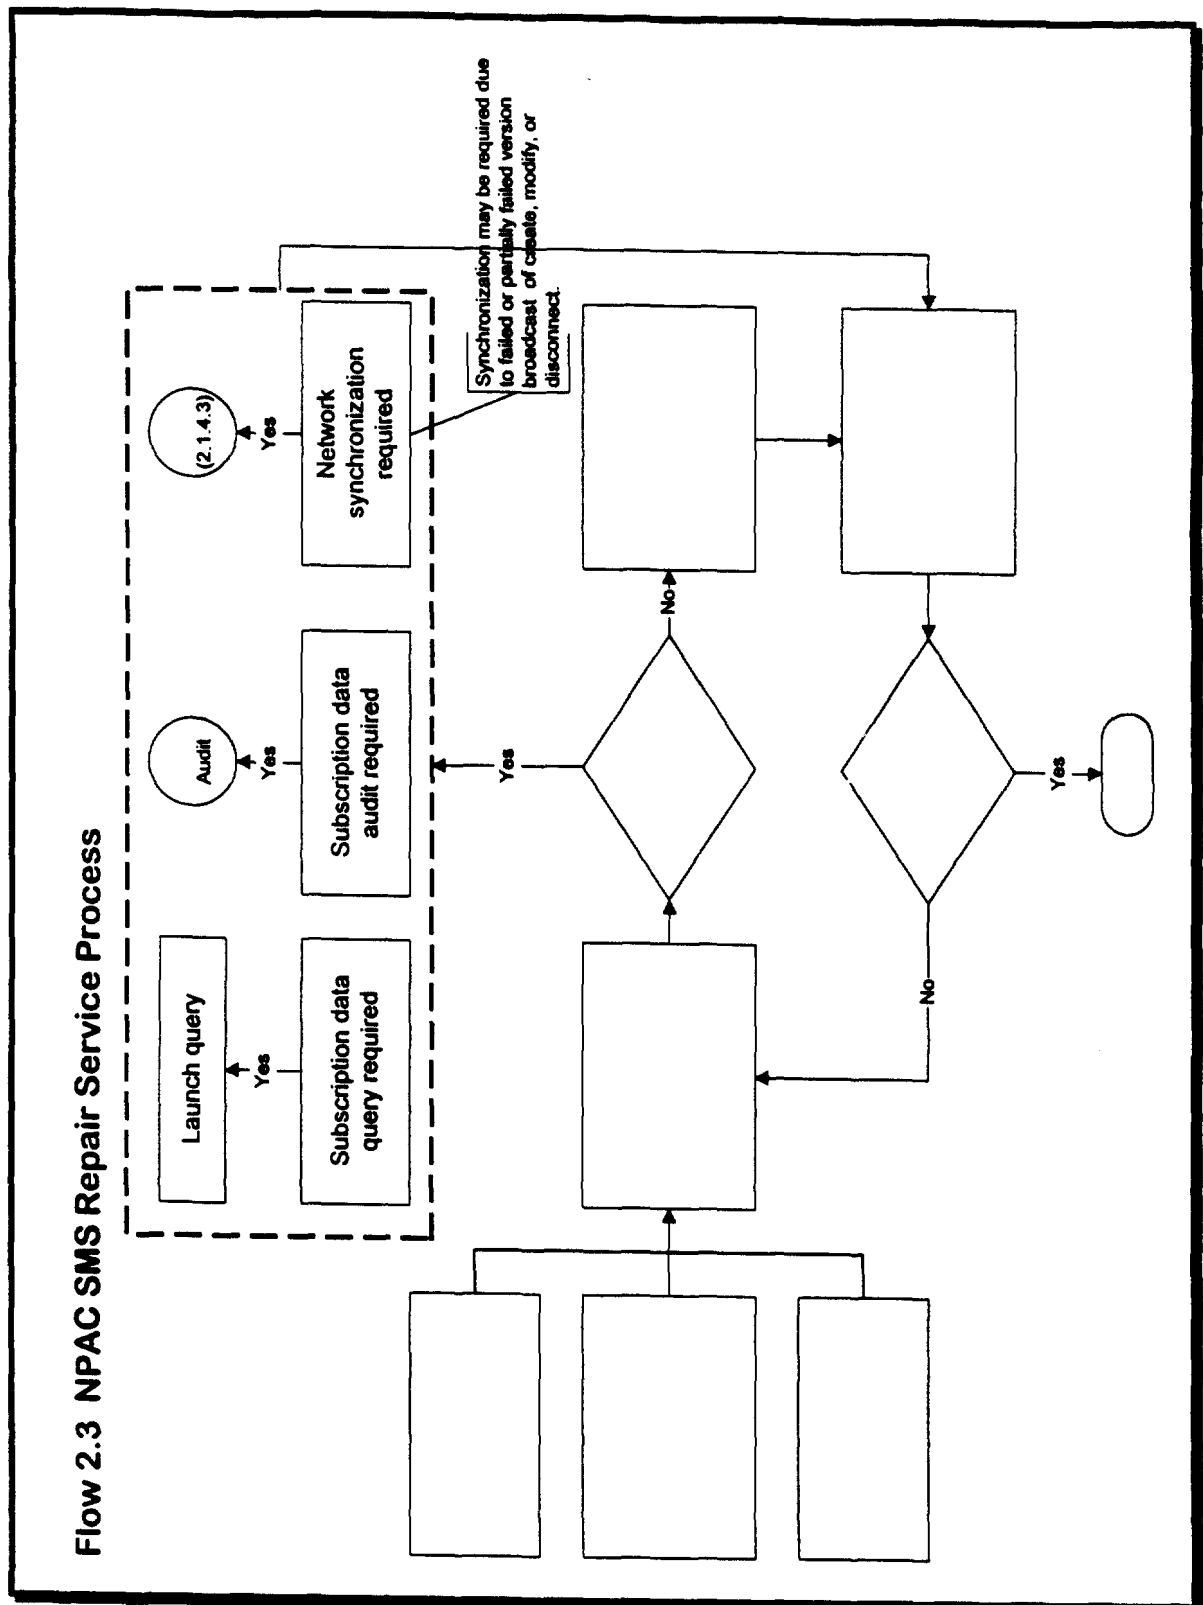 Flow 2.3 NPAC SMS Repair Service Process
Launch query
Yes
Subscription data
query required
Audit
Yes
Subscription data
audit required
(2.1.4.3)
Yes
Network
synchronization
required
Synchronization may be required due
to failed or partially failed version
broadcast of create, modify, or
disconnect.
Yes
No
No
Yes